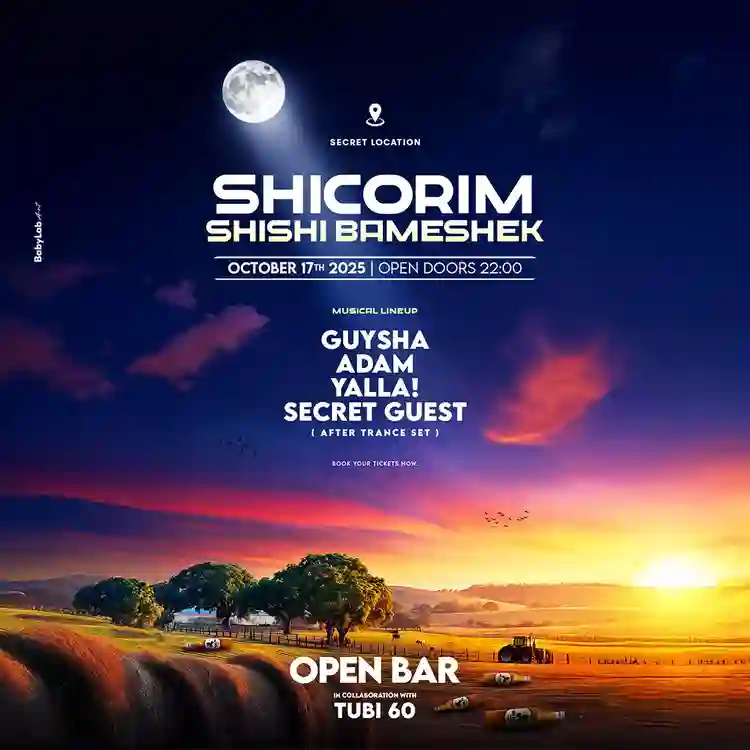 SECRET LOCATION
SHICORIM
SHISHI BAMESHEK
OCTOBER 17TH 2025 | OPEN DOORS 22:00
BabyLab Art
MUSICAL LINEUP
GUYSHA
ADAM
YALLA!
SECRET GUEST
( AFTER TRANCE SET )
BOOK YOUR TICKETS NOW.
OPEN BAR
IN COLLABORATION WITH
TUBI 60